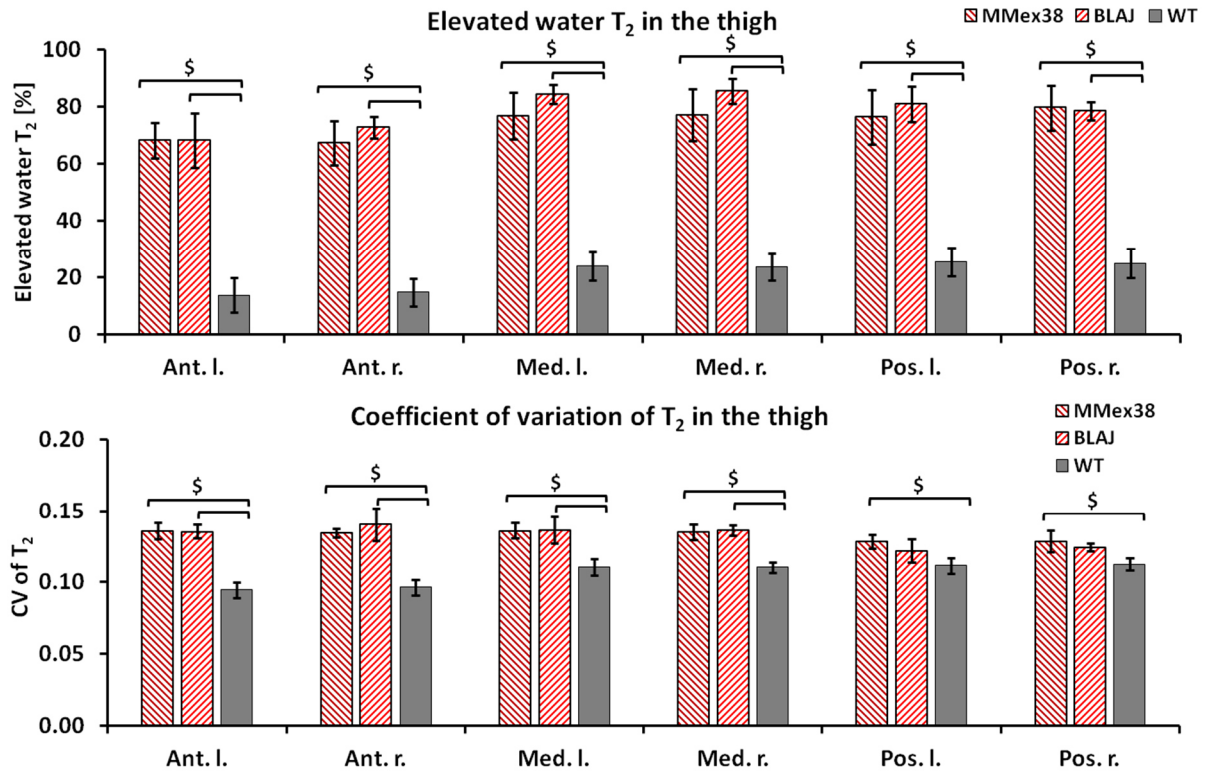 Elevated water T₂ in the thigh
MMex38 BLAJ WT
Elevated water T₂ [%]
100
80
60
40
20
0
$ $ $ $ $ $
Ant. l. Ant. r. Med. l. Med. r. Pos. l. Pos. r.
Coefficient of variation of T₂ in the thigh
MMex38
BLAJ
WT
CV of T₂
0.20
0.15
0.10
0.05
0.00
$ $ $ $ $ $
Ant. l. Ant. r. Med. l. Med. r. Pos. l. Pos. r.